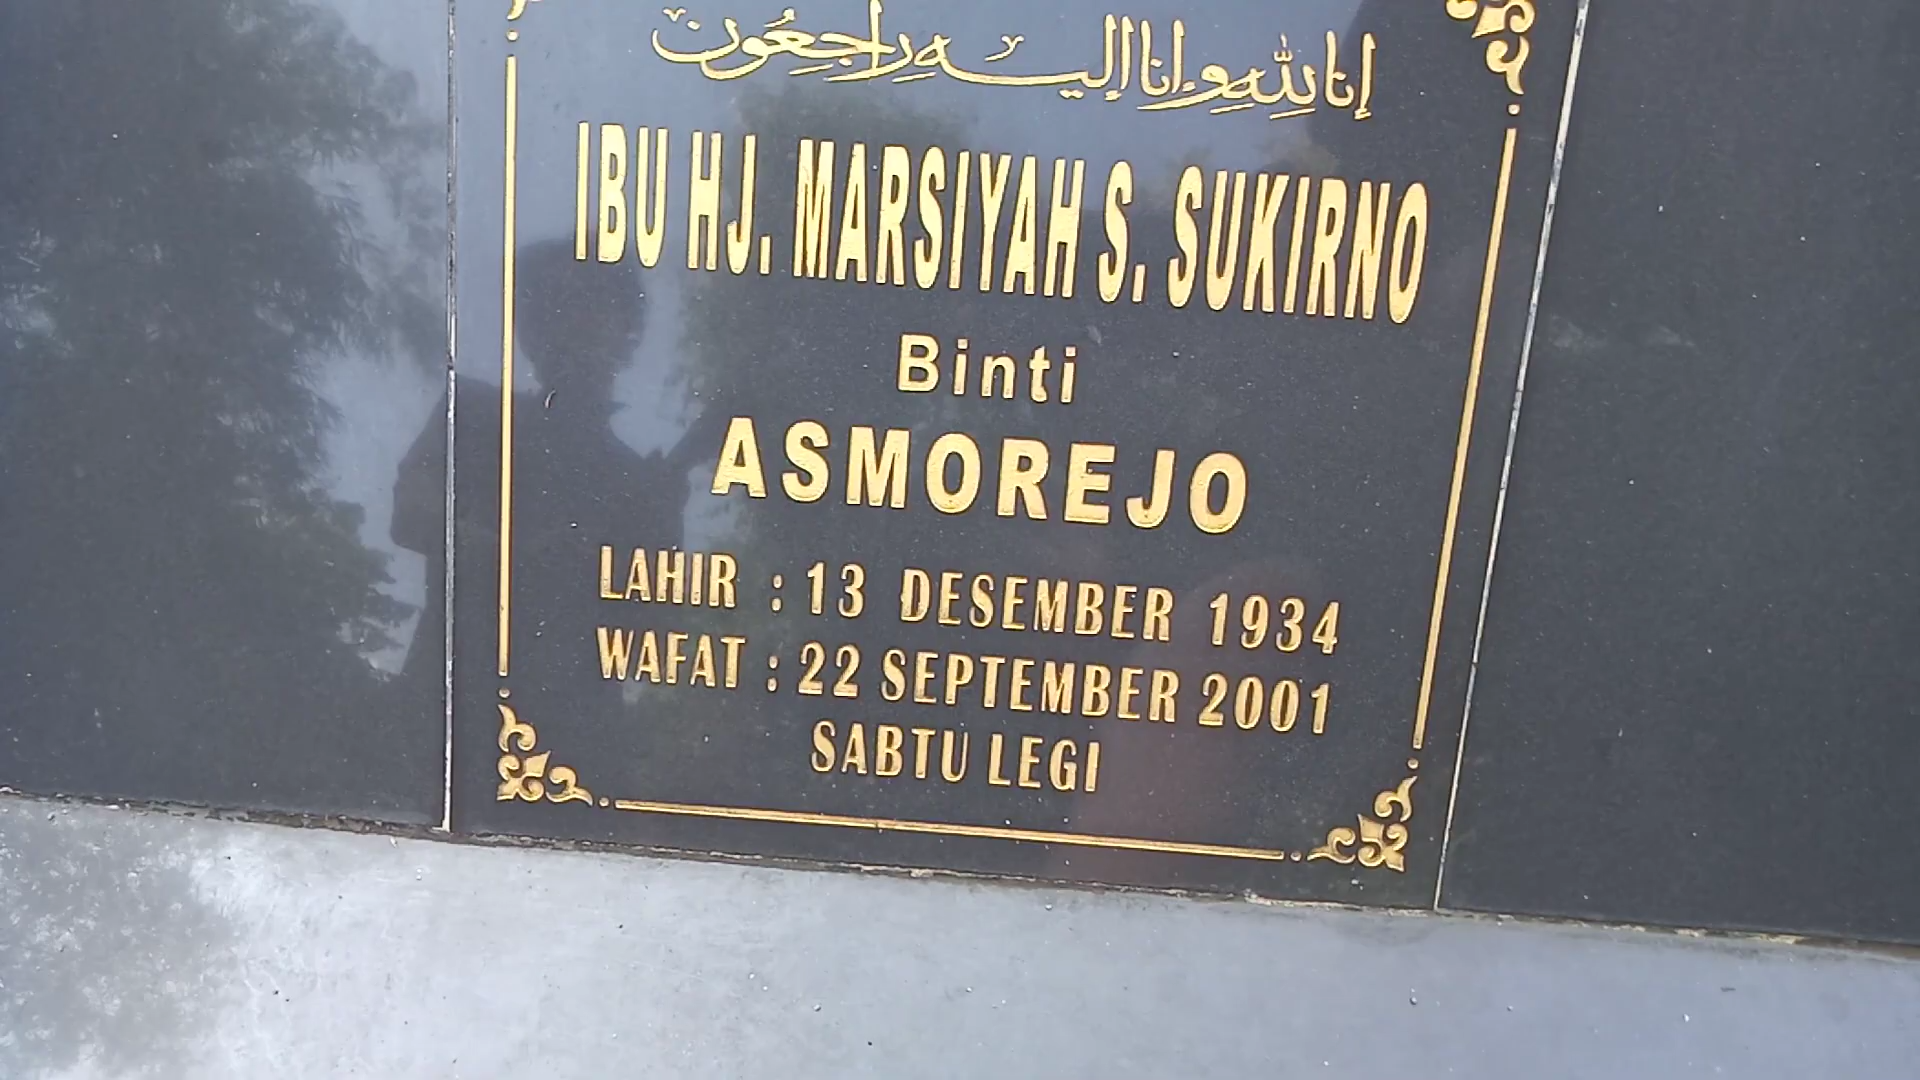 إنا لله وإنا إليه راجعون
IBU HJ. MARSIYAH S. SUKIRNO
Binti
ASMOREJO
LAHIR : 13 DESEMBER 1934
WAFAT : 22 SEPTEMBER 2001
SABTU LEGI